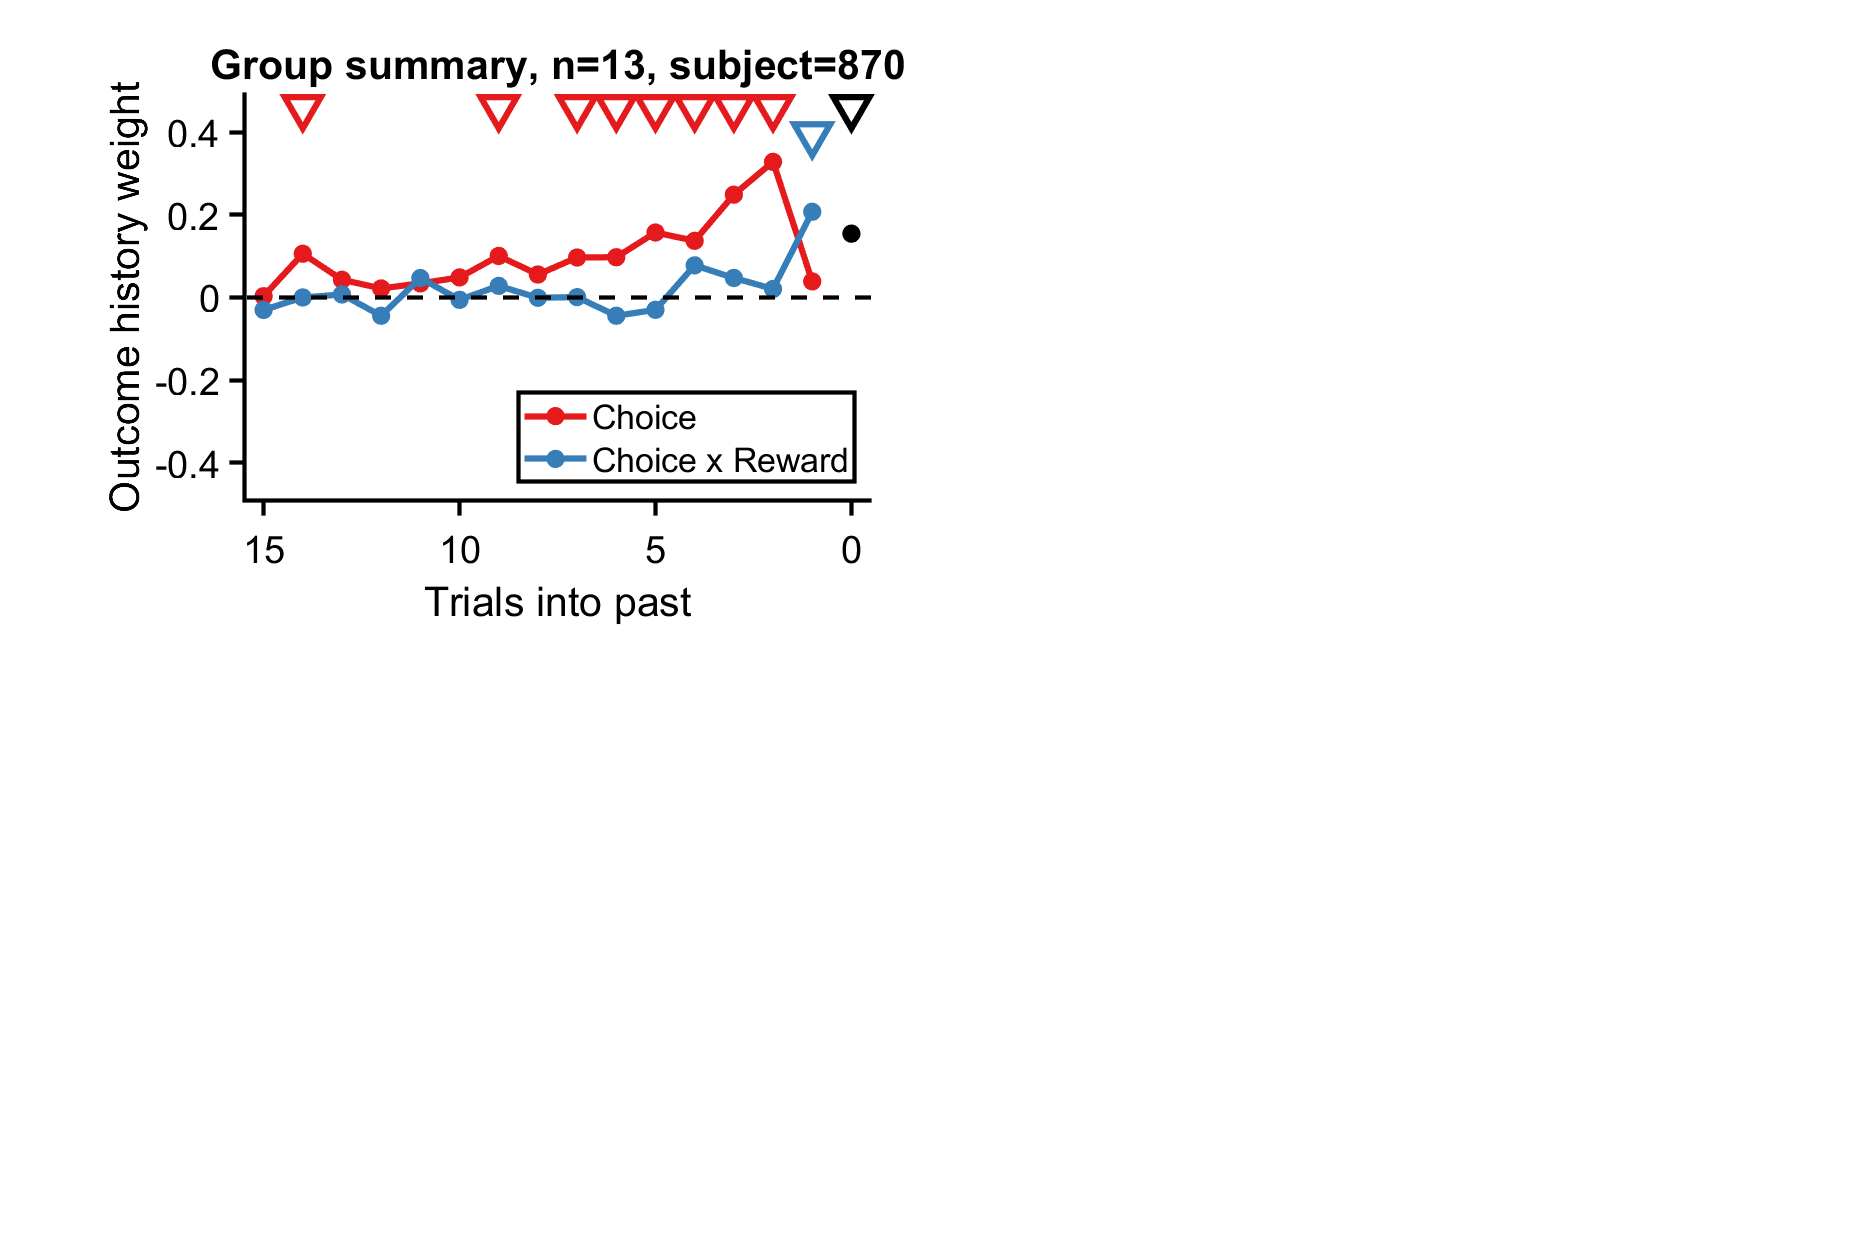 Group summary, n=13, subject=870
Outcome history weight
0.4
0.2
0
-0.2
-0.4
Choice
Choice x Reward
15 10 5 0
Trials into past